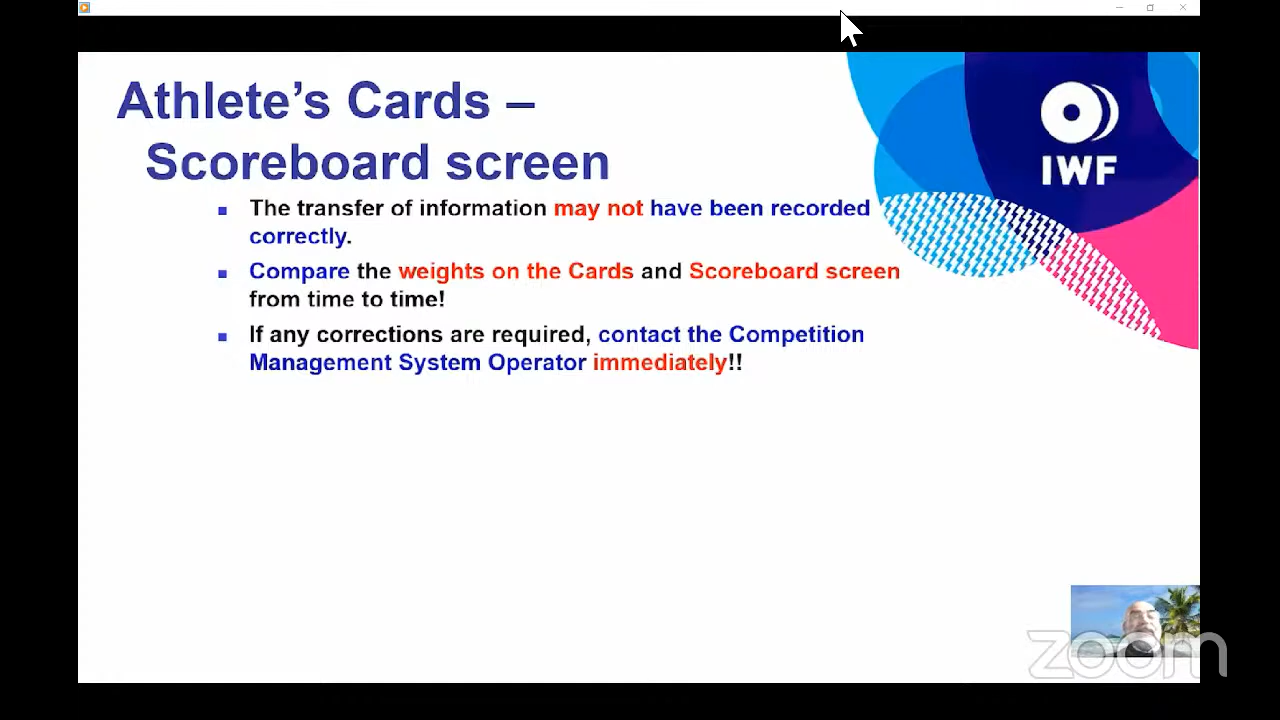 Athlete's Cards –
Scoreboard screen
IWF
The transfer of information may not have been recorded
correctly.
Compare the weights on the Cards and Scoreboard screen
from time to time!
If any corrections are required, contact the Competition
Management System Operator immediately!!
zoom